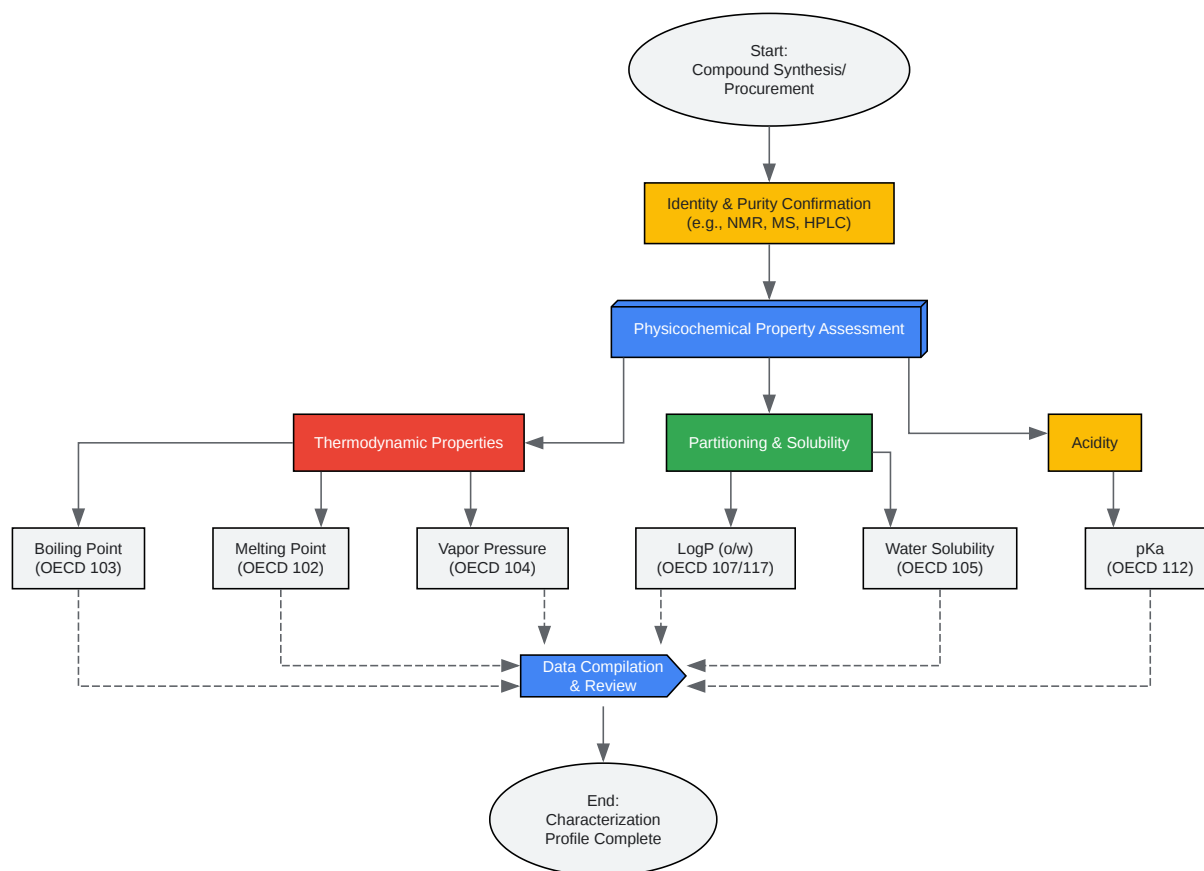 Start:
Compound Synthesis/
Procurement
Identity & Purity Confirmation
(e.g., NMR, MS, HPLC)
Physicochemical Property Assessment
Thermodynamic Properties
Partitioning & Solubility
Acidity
Boiling Point
(OECD 103)
Melting Point
(OECD 102)
Vapor Pressure
(OECD 104)
LogP (o/w)
(OECD 107/117)
Water Solubility
(OECD 105)
pKa
(OECD 112)
Data Compilation
& Review
End:
Characterization
Profile Complete